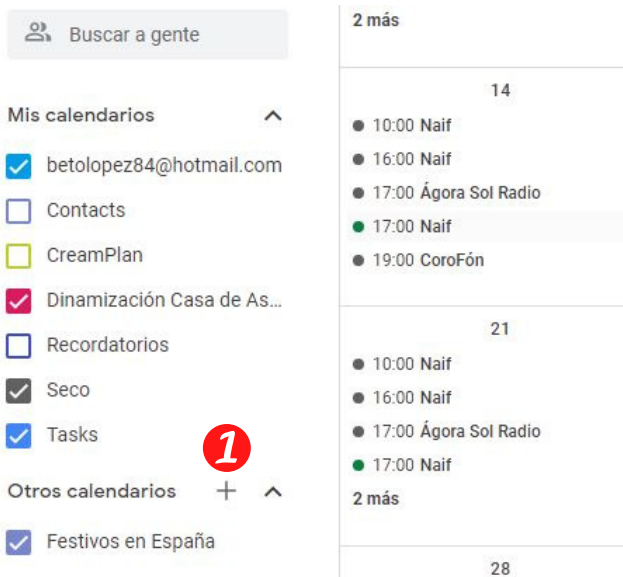 Buscar a gente
Mis calendarios
betolopez84@hotmail.com
Contacts
CreamPlan
Dinamización Casa de As...
Recordatorios
Seco
Tasks
1
Otros calendarios
Festivos en España
2 más
14
10:00 Naif
16:00 Naif
17:00 Ágora Sol Radio
17:00 Naif
19:00 CoroFón
21
10:00 Naif
16:00 Naif
17:00 Ágora Sol Radio
17:00 Naif
2 más
28